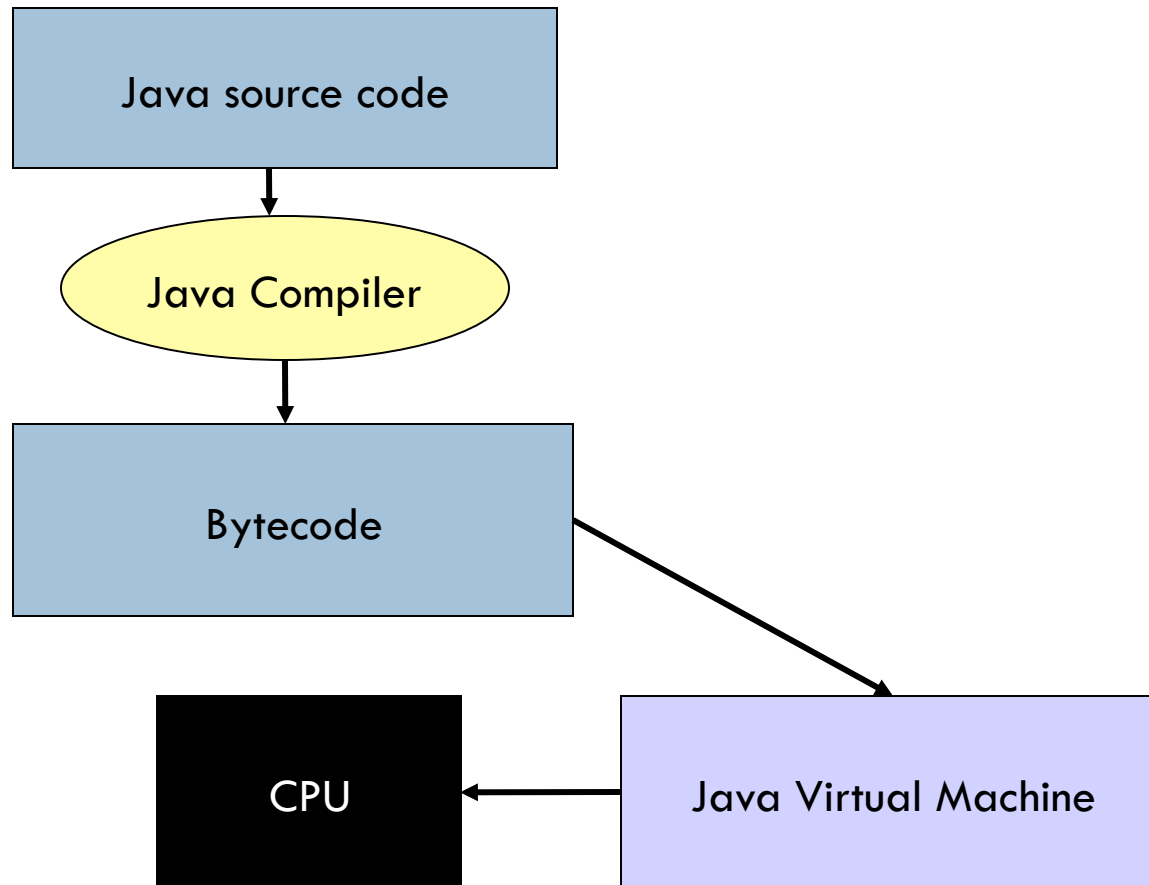 Java source code
Java Compiler
Bytecode
CPU
Java Virtual Machine